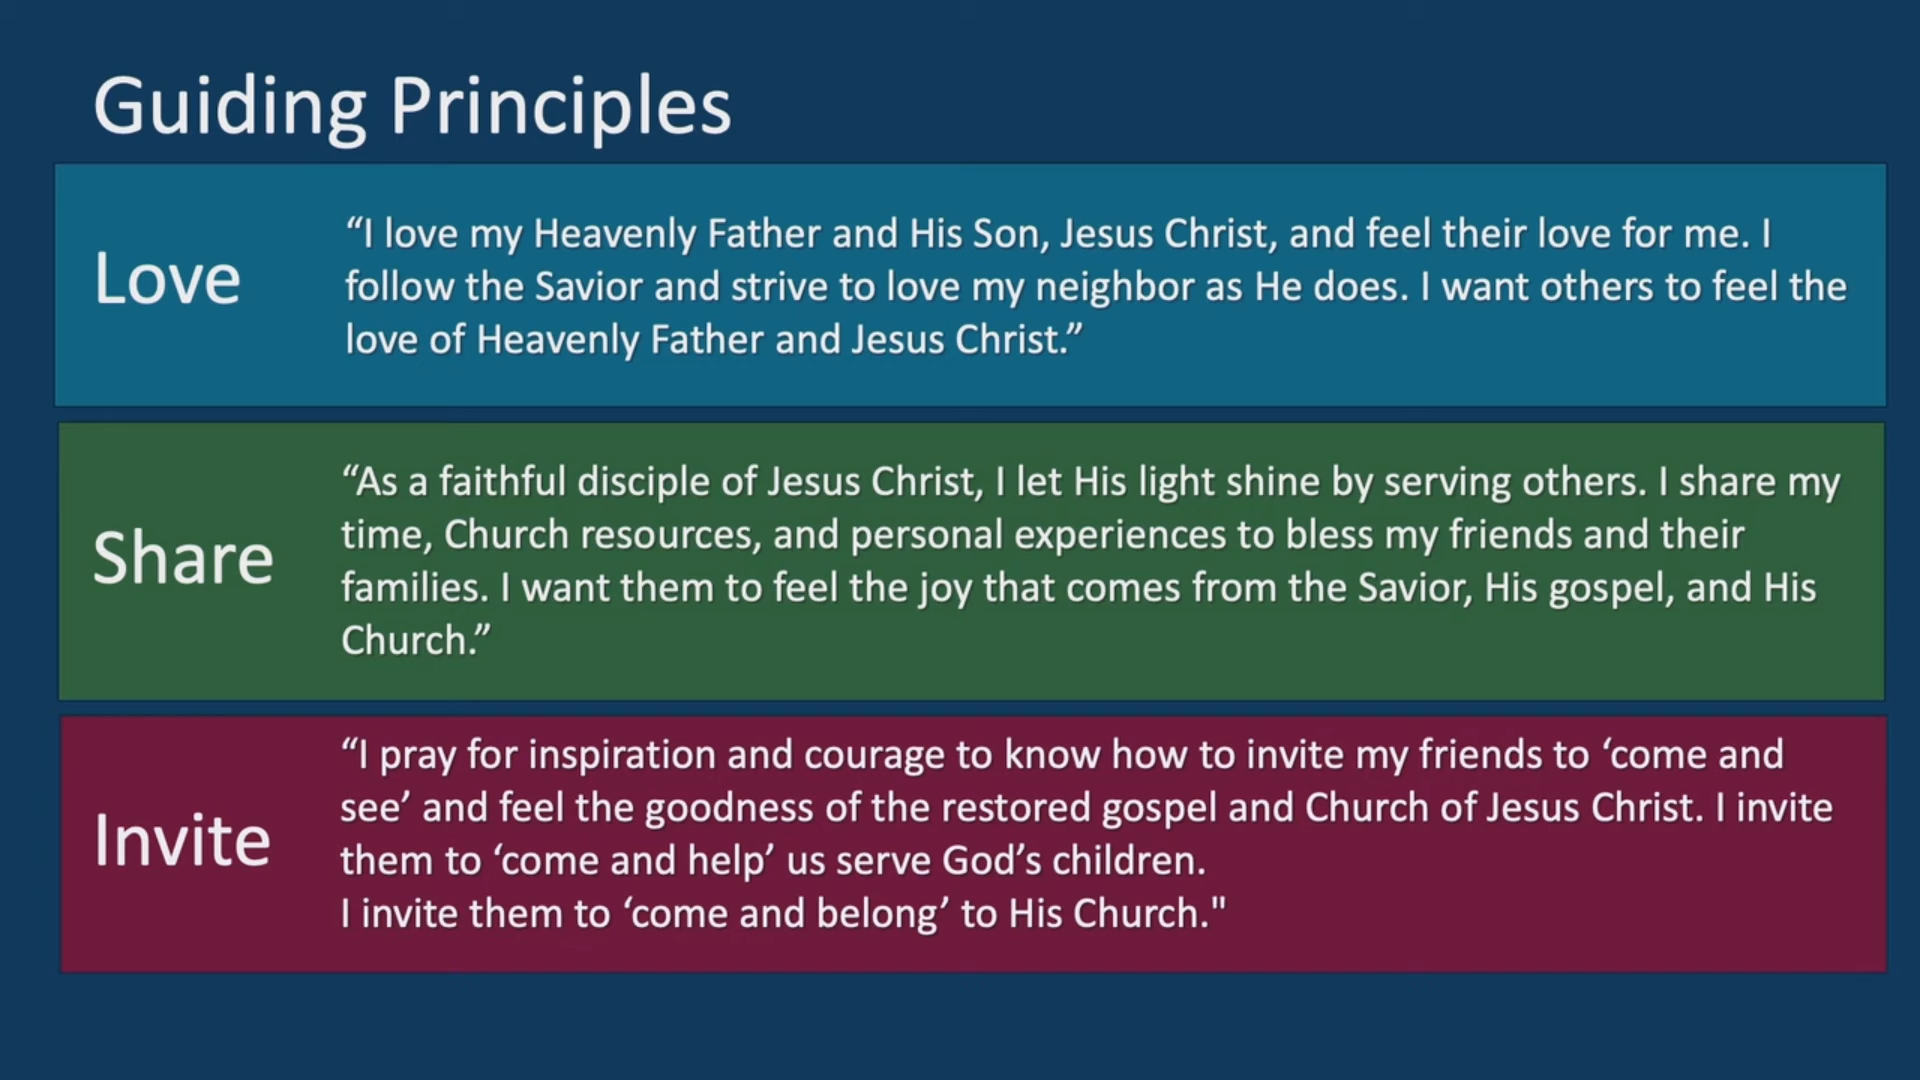 Guiding Principles
Love
“I love my Heavenly Father and His Son, Jesus Christ, and feel their love for me. I
follow the Savior and strive to love my neighbor as He does. I want others to feel the
love of Heavenly Father and Jesus Christ.”
Share
“As a faithful disciple of Jesus Christ, I let His light shine by serving others. I share my
time, Church resources, and personal experiences to bless my friends and their
families. I want them to feel the joy that comes from the Savior, His gospel, and His
Church.”
Invite
“I pray for inspiration and courage to know how to invite my friends to ‘come and
see’ and feel the goodness of the restored gospel and Church of Jesus Christ. I invite
them to ‘come and help’ us serve God’s children.
I invite them to ‘come and belong’ to His Church."